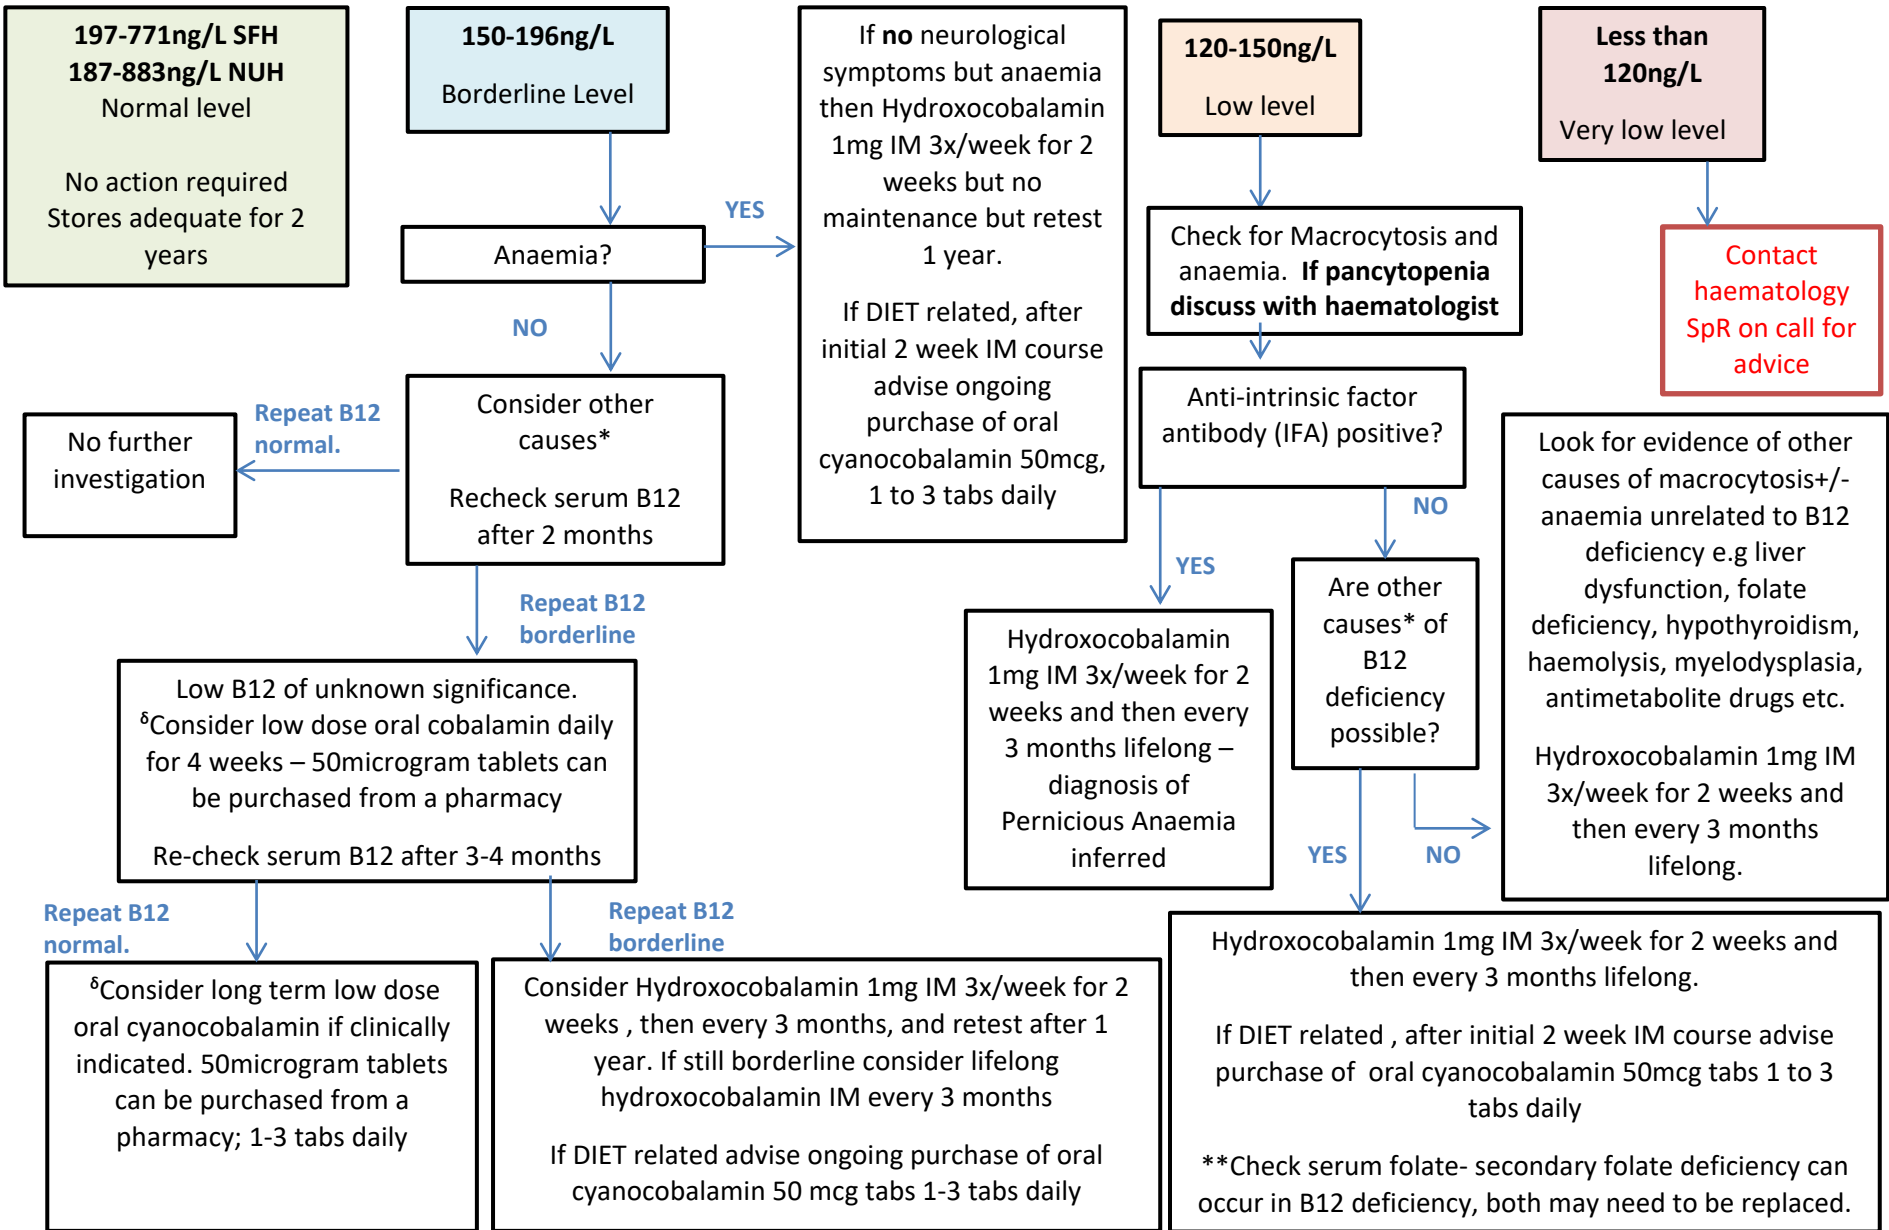 197-771ng/L SFH
187-883ng/L NUH
Normal level
No action required
Stores adequate for 2
years
150-196ng/L
Borderline Level
Anaemia?
YES
NO
If no neurological
symptoms but anaemia
then Hydroxocobalamin
1mg IM 3x/week for 2
weeks but no
maintenance but retest
1 year.
If DIET related, after
initial 2 week IM course
advise ongoing
purchase of oral
cyanocobalamin 50mcg,
1 to 3 tabs daily
Consider other
causes*
Recheck serum B12
after 2 months
Repeat B12
normal.
No further
investigation
Repeat B12
borderline
Low B12 of unknown significance.
δConsider low dose oral cobalamin daily
for 4 weeks – 50microgram tablets can
be purchased from a pharmacy
Re-check serum B12 after 3-4 months
Repeat B12
normal.
Repeat B12
borderline
δConsider long term low dose
oral cyanocobalamin if clinically
indicated. 50microgram tablets
can be purchased from a
pharmacy; 1-3 tabs daily
Consider Hydroxocobalamin 1mg IM 3x/week for 2
weeks , then every 3 months, and retest after 1
year. If still borderline consider lifelong
hydroxocobalamin IM every 3 months
If DIET related advise ongoing purchase of oral
cyanocobalamin 50 mcg tabs 1-3 tabs daily
120-150ng/L
Low level
Check for Macrocytosis and
anaemia. If pancytopenia
discuss with haematologist
Anti-intrinsic factor
antibody (IFA) positive?
YES
NO
Hydroxocobalamin
1mg IM 3x/week for 2
weeks and then every
3 months lifelong –
diagnosis of
Pernicious Anaemia
inferred
Are other
causes* of
B12
deficiency
possible?
YES
NO
Look for evidence of other
causes of macrocytosis+/-
anaemia unrelated to B12
deficiency e.g liver
dysfunction, folate
deficiency, hypothyroidism,
haemolysis, myelodysplasia,
antimetabolite drugs etc.
Hydroxocobalamin 1mg IM
3x/week for 2 weeks and
then every 3 months
lifelong.
Hydroxocobalamin 1mg IM 3x/week for 2 weeks and
then every 3 months lifelong.
If DIET related , after initial 2 week IM course advise
purchase of oral cyanocobalamin 50mcg tabs 1 to 3
tabs daily
**Check serum folate- secondary folate deficiency can
occur in B12 deficiency, both may need to be replaced.
Less than
120ng/L
Very low level
Contact
haematology
SpR on call for
advice